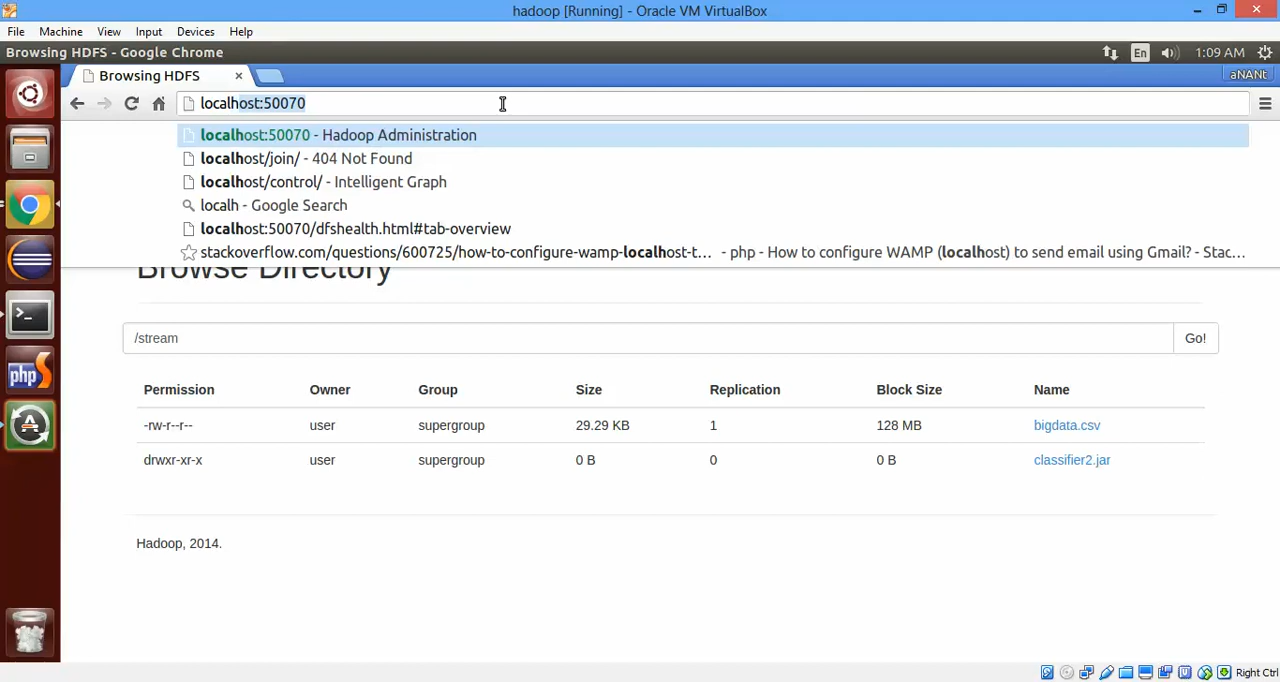 hadoop [Running] - Oracle VM VirtualBox
File Machine View Input Devices Help
Browsing HDFS - Google Chrome En 1:09 AM
Browsing HDFS × aNANt
localhost:50070
localhost:50070 - Hadoop Administration
localhost/join/ - 404 Not Found
localhost/control/ - Intelligent Graph
localh - Google Search
localhost:50070/dfshealth.html#tab-overview
stackoverflow.com/questions/600725/how-to-configure-wamp-localhost-t... - php - How to configure WAMP (localhost) to send email using Gmail? - Stac...
Browse Directory
/stream Go!
Permission Owner Group Size Replication Block Size Name
-rw-r--r-- user supergroup 29.29 KB 1 128 MB bigdata.csv
drwxr-xr-x user supergroup 0 B 0 0 B classifier2.jar
php
Hadoop, 2014.
Right Ctrl